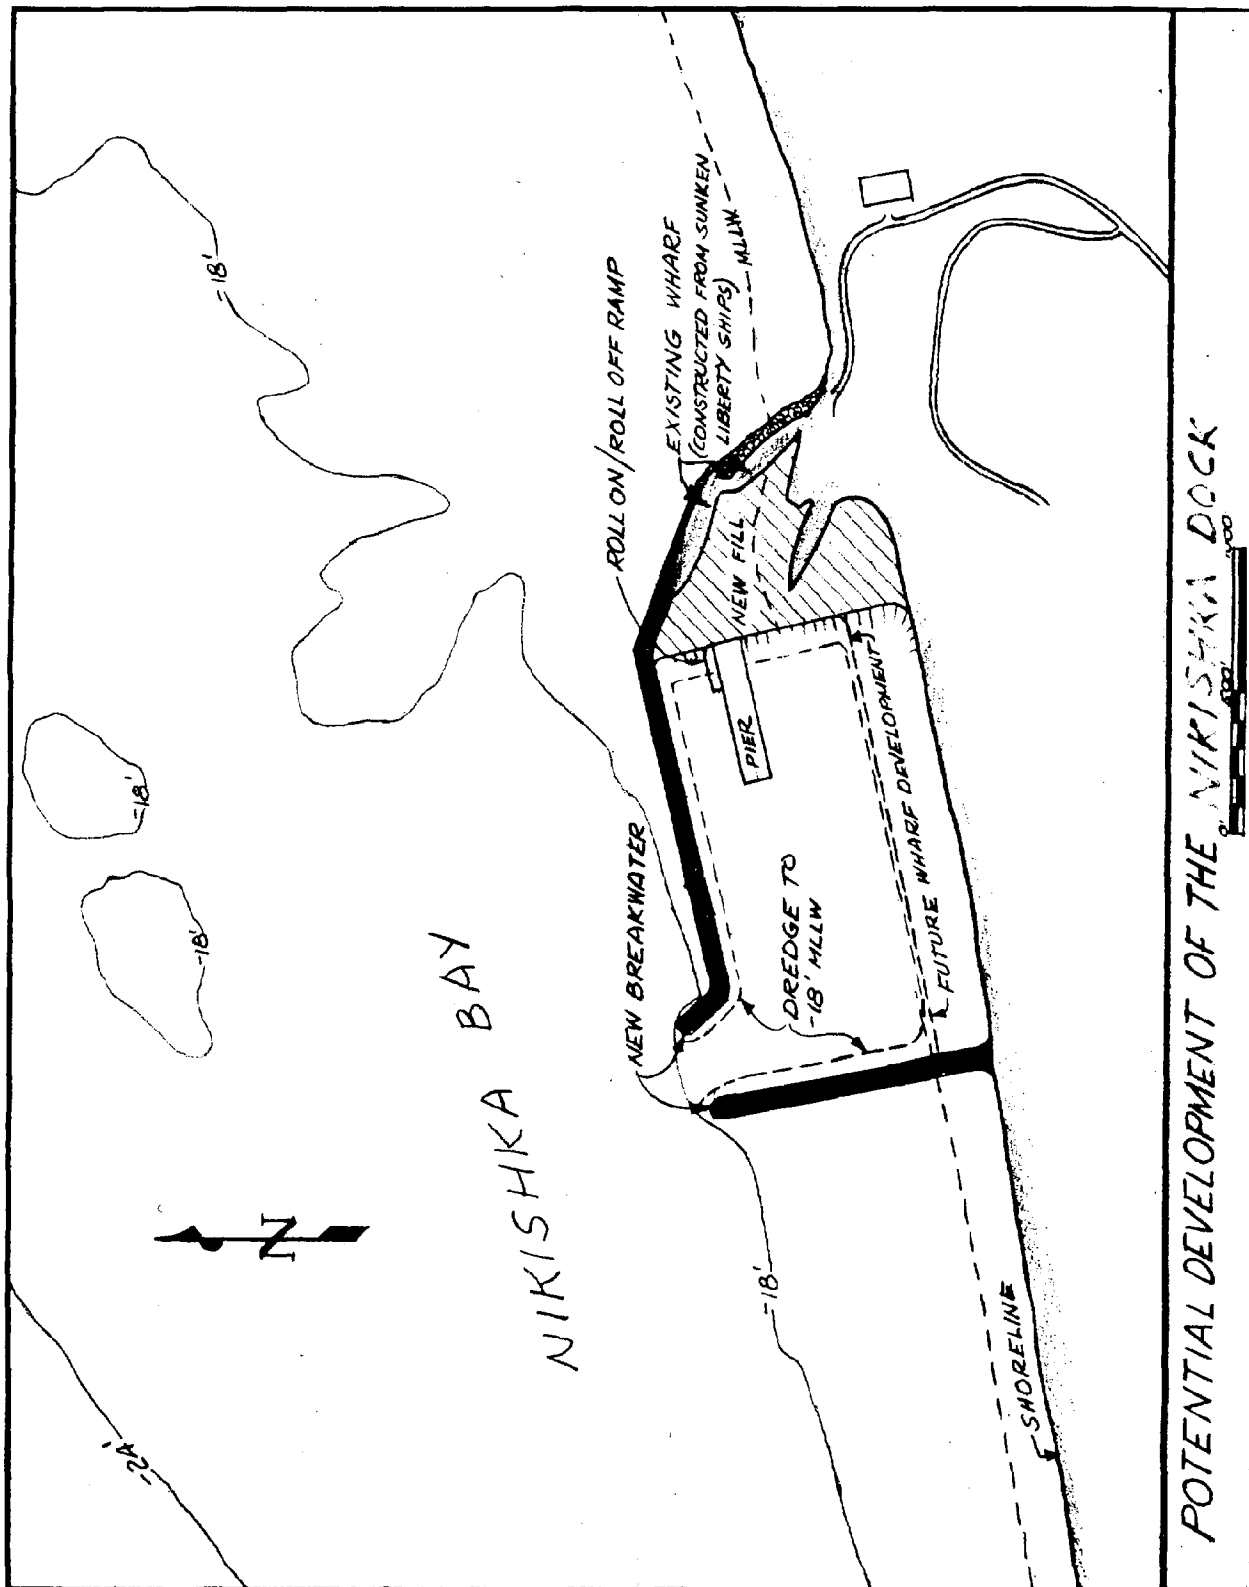 -24'
-18'
-18'
-18'
NIKISHKA BAY
N
-18'
NEW BREAKWATER
ROLL ON/ROLL OFF RAMP
EXISTING WHARF
(CONSTRUCTED FROM SUNKEN
LIBERTY SHIPS)
MLLW
NEW FILL
PIER
DREDGE TO
-18' MLLW
FUTURE WHARF DEVELOPMENT
SHORELINE
POTENTIAL DEVELOPMENT OF THE NIKISHKA DOCK
0'